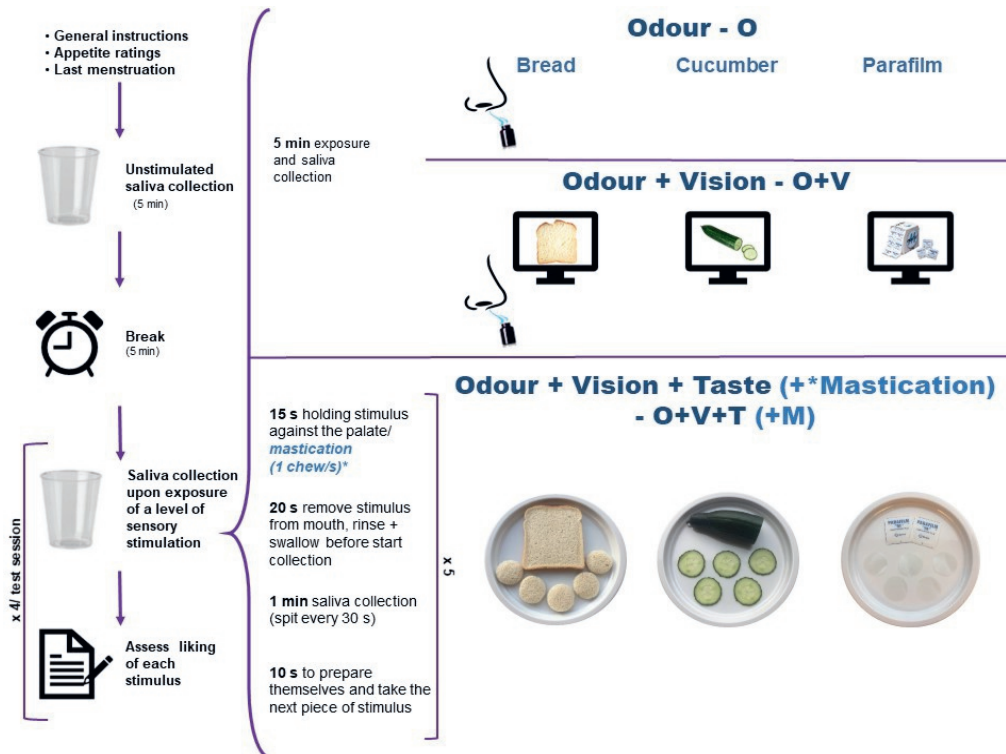 • General instructions
• Appetite ratings
• Last menstruation
Unstimulated
saliva collection
(5 min)
Break
(5 min)
x 4/ test session
Saliva collection
upon exposure
of a level of
sensory
stimulation
Assess liking
of each
stimulus
5 min exposure
and saliva
collection
Odour - O
Bread
Cucumber
Parafilm
Odour + Vision - O+V
15 s holding stimulus
against the palate/
mastication
(1 chew/s)*
20 s remove stimulus
from mouth, rinse +
swallow before start
collection
1 min saliva collection
(spit every 30 s)
10 s to prepare
themselves and take the
next piece of stimulus
x 5
Odour + Vision + Taste (+*Mastication)
- O+V+T (+M)